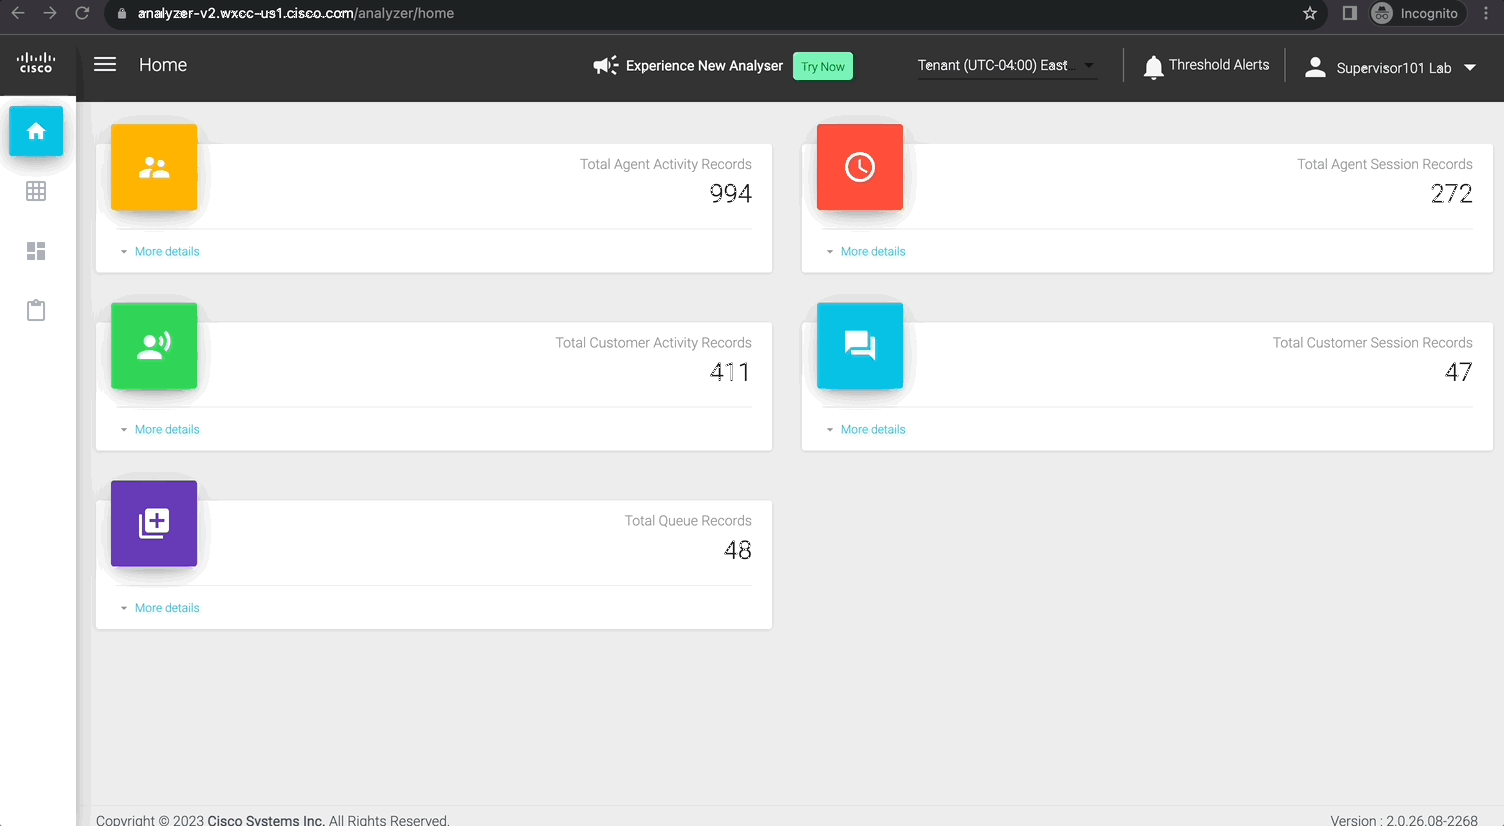 analyzer-v2.wxcc-us1.cisco.com/analyzer/home
Incognito
CISCO
Home
Experience New Analyser
Try Now
Tenant (UTC-04:00) East
Threshold Alerts
Supervisor101 Lab
Total Agent Activity Records
994
More details
Total Agent Session Records
272
More details
Total Customer Activity Records
411
More details
Total Customer Session Records
47
More details
Total Queue Records
48
More details
Copyright © 2023 Cisco Systems Inc. All Rights Reserved.
Version : 2.0.26.08-2268